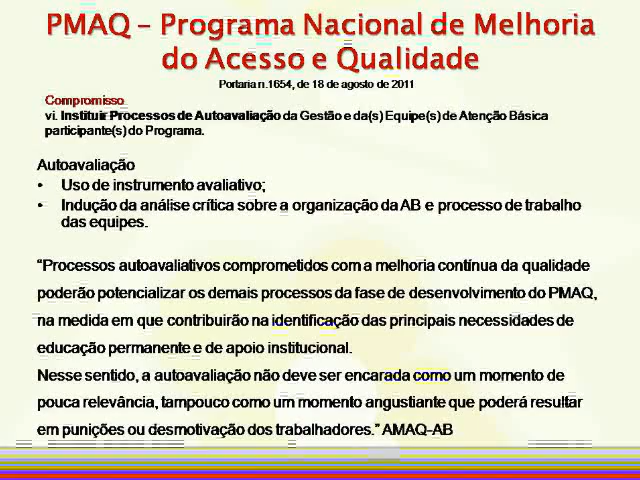 PMAQ – Programa Nacional de Melhoria
do Acesso e Qualidade
Portaria n.1654, de 18 de agosto de 2011
Compromisso
vi. Instituir Processos de Autoavaliação da Gestão e da(s) Equipe(s) de Atenção Básica
participante(s) do Programa.
Autoavaliação
• Uso de instrumento avaliativo;
• Indução da análise crítica sobre a organização da AB e processo de trabalho
das equipes.
“Processos autoavaliativos comprometidos com a melhoria contínua da qualidade
poderão potencializar os demais processos da fase de desenvolvimento do PMAQ,
na medida em que contribuirão na identificação das principais necessidades de
educação permanente e de apoio institucional.
Nesse sentido, a autoavaliação não deve ser encarada como um momento de
pouca relevância, tampouco como um momento angustiante que poderá resultar
em punições ou desmotivação dos trabalhadores.” AMAQ-AB